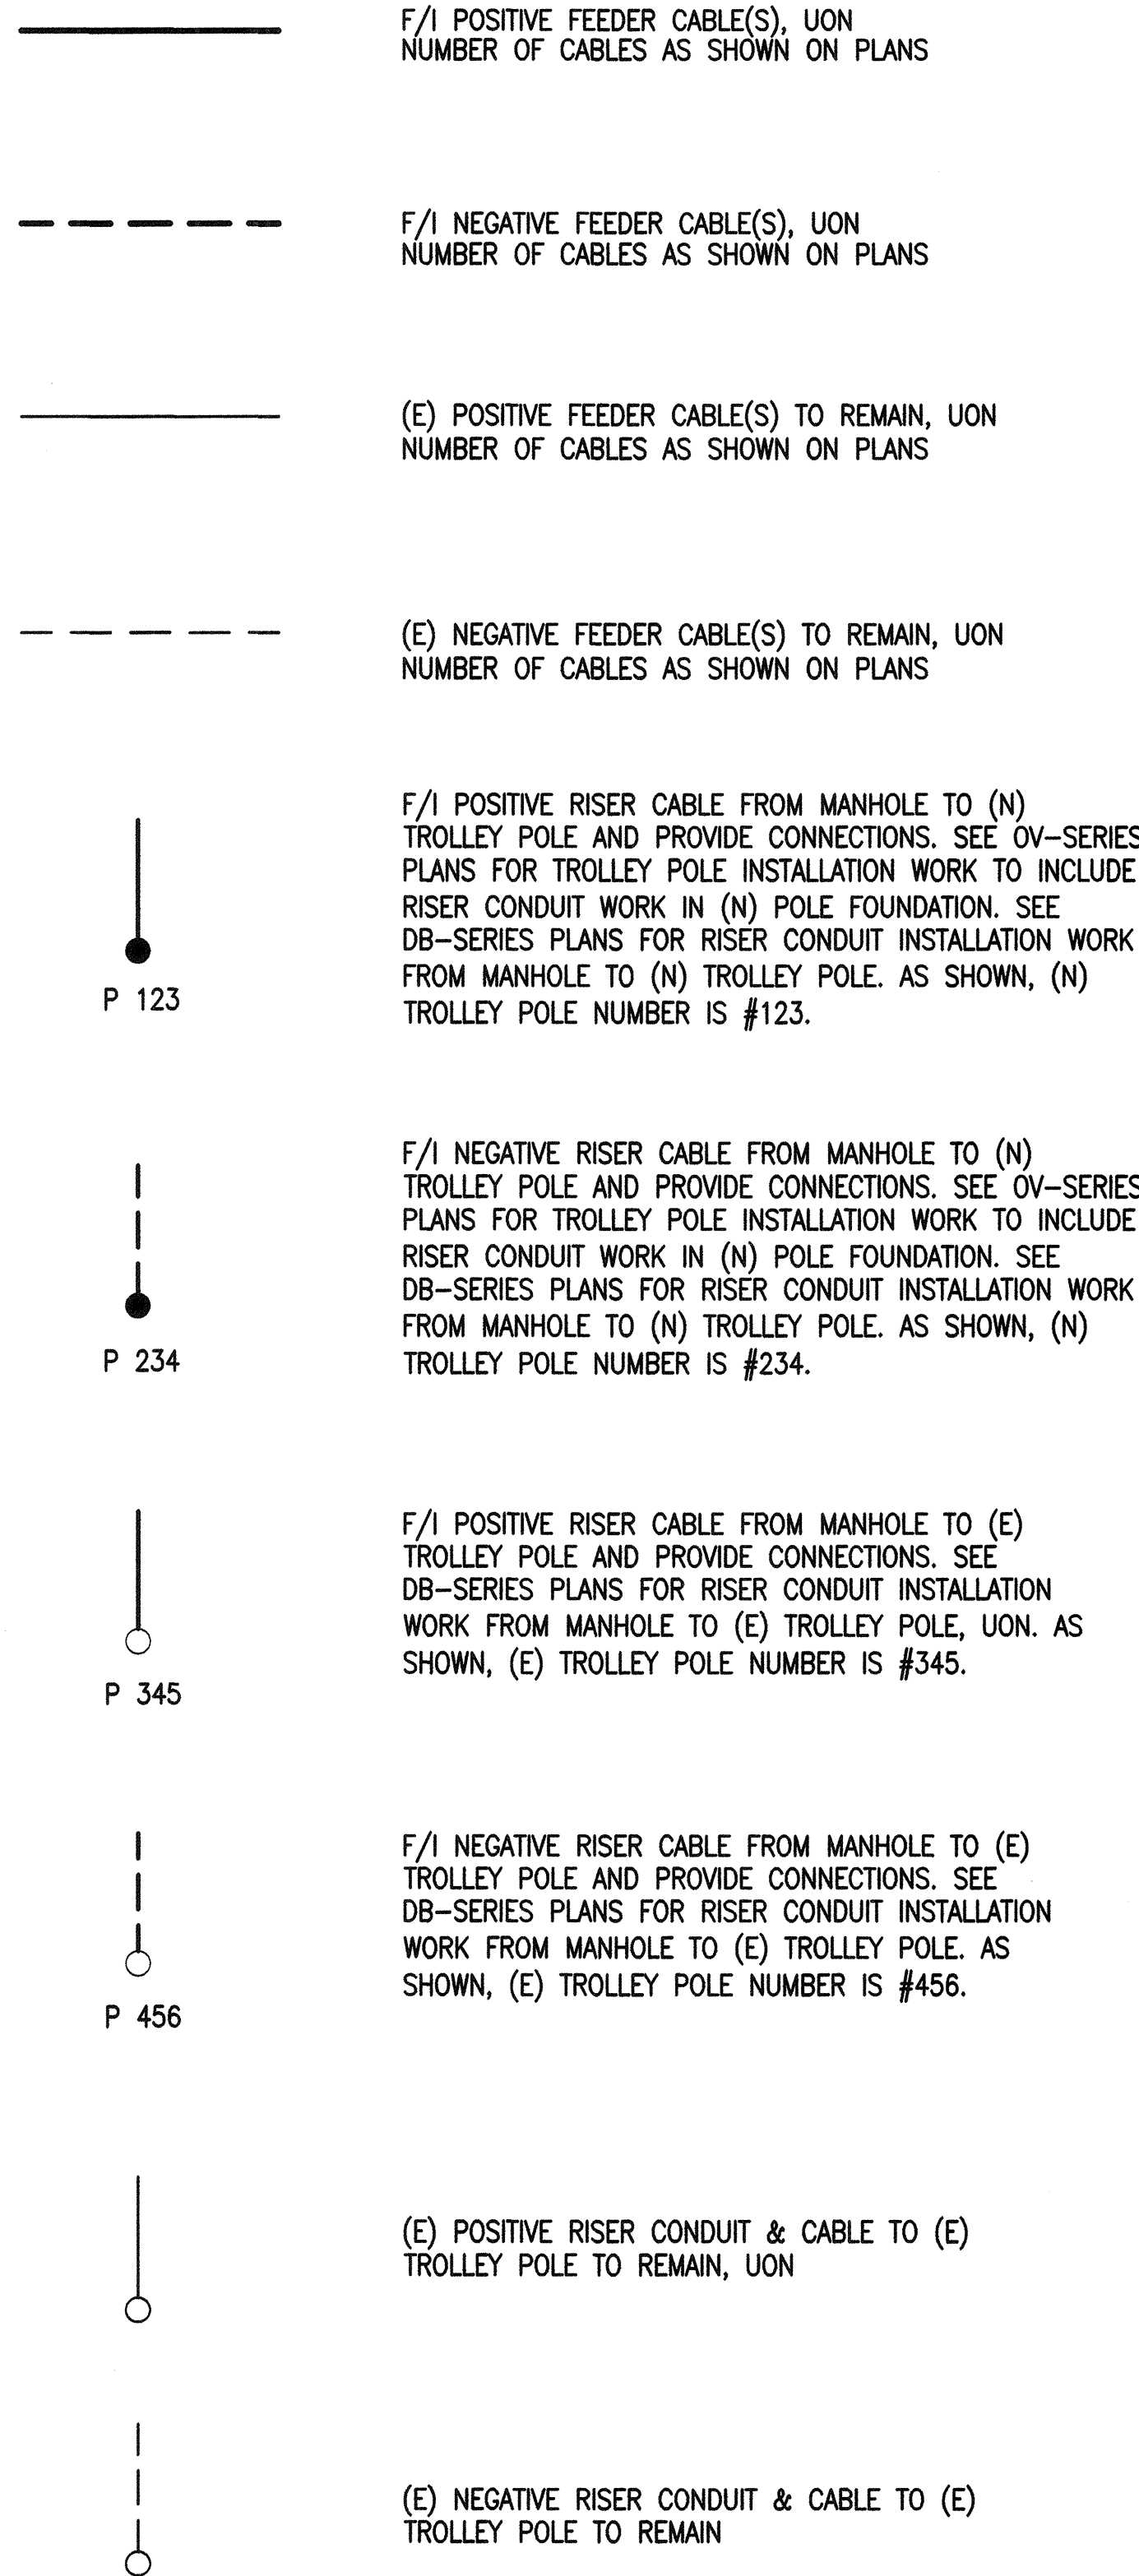 F/I POSITIVE FEEDER CABLE(S), UON
NUMBER OF CABLES AS SHOWN ON PLANS
F/I NEGATIVE FEEDER CABLE(S), UON
NUMBER OF CABLES AS SHOWN ON PLANS
(E) POSITIVE FEEDER CABLE(S) TO REMAIN, UON
NUMBER OF CABLES AS SHOWN ON PLANS
(E) NEGATIVE FEEDER CABLE(S) TO REMAIN, UON
NUMBER OF CABLES AS SHOWN ON PLANS
P 123
F/I POSITIVE RISER CABLE FROM MANHOLE TO (N)
TROLLEY POLE AND PROVIDE CONNECTIONS. SEE OV-SERIES
PLANS FOR TROLLEY POLE INSTALLATION WORK TO INCLUDE
RISER CONDUIT WORK IN (N) POLE FOUNDATION. SEE
DB-SERIES PLANS FOR RISER CONDUIT INSTALLATION WORK
FROM MANHOLE TO (N) TROLLEY POLE. AS SHOWN, (N)
TROLLEY POLE NUMBER IS #123.
P 234
F/I NEGATIVE RISER CABLE FROM MANHOLE TO (N)
TROLLEY POLE AND PROVIDE CONNECTIONS. SEE OV-SERIES
PLANS FOR TROLLEY POLE INSTALLATION WORK TO INCLUDE
RISER CONDUIT WORK IN (N) POLE FOUNDATION. SEE
DB-SERIES PLANS FOR RISER CONDUIT INSTALLATION WORK
FROM MANHOLE TO (N) TROLLEY POLE. AS SHOWN, (N)
TROLLEY POLE NUMBER IS #234.
P 345
F/I POSITIVE RISER CABLE FROM MANHOLE TO (E)
TROLLEY POLE AND PROVIDE CONNECTIONS. SEE
DB-SERIES PLANS FOR RISER CONDUIT INSTALLATION
WORK FROM MANHOLE TO (E) TROLLEY POLE, UON. AS
SHOWN, (E) TROLLEY POLE NUMBER IS #345.
P 456
F/I NEGATIVE RISER CABLE FROM MANHOLE TO (E)
TROLLEY POLE AND PROVIDE CONNECTIONS. SEE
DB-SERIES PLANS FOR RISER CONDUIT INSTALLATION
WORK FROM MANHOLE TO (E) TROLLEY POLE. AS
SHOWN, (E) TROLLEY POLE NUMBER IS #456.
(E) POSITIVE RISER CONDUIT & CABLE TO (E)
TROLLEY POLE TO REMAIN, UON
(E) NEGATIVE RISER CONDUIT & CABLE TO (E)
TROLLEY POLE TO REMAIN